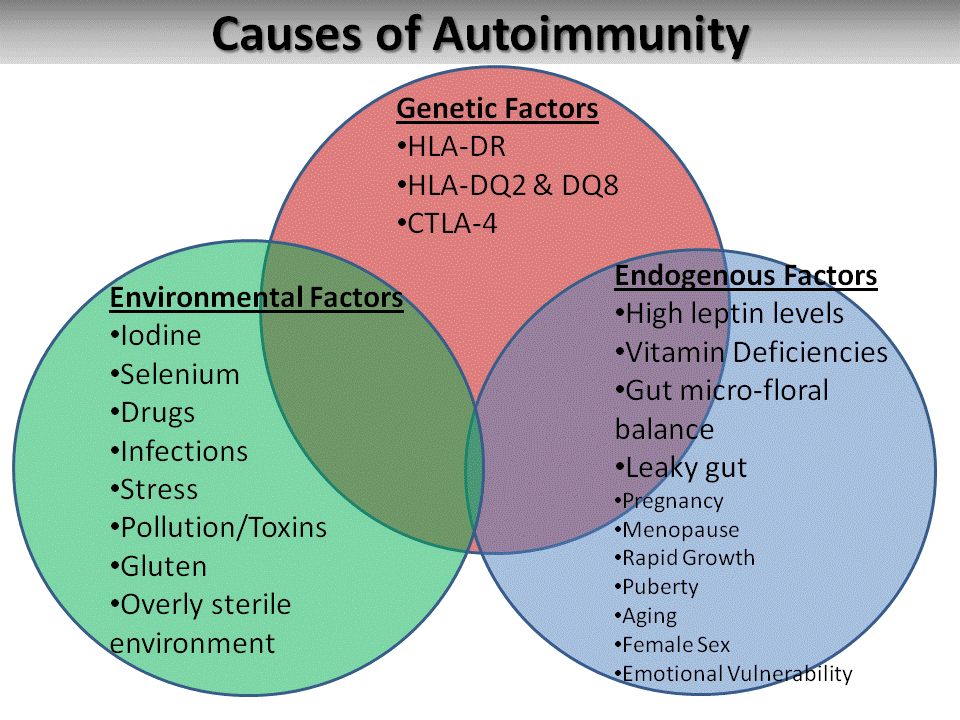 Causes of Autoimmunity
Genetic Factors
•HLA-DR
•HLA-DQ2 & DQ8
•CTLA-4
Environmental Factors
•Iodine
•Selenium
•Drugs
•Infections
•Stress
•Pollution/Toxins
•Gluten
•Overly sterile
environment
Endogenous Factors
•High leptin levels
•Vitamin Deficiencies
•Gut micro-floral
balance
•Leaky gut
•Pregnancy
•Menopause
•Rapid Growth
•Puberty
•Aging
•Female Sex
•Emotional Vulnerability